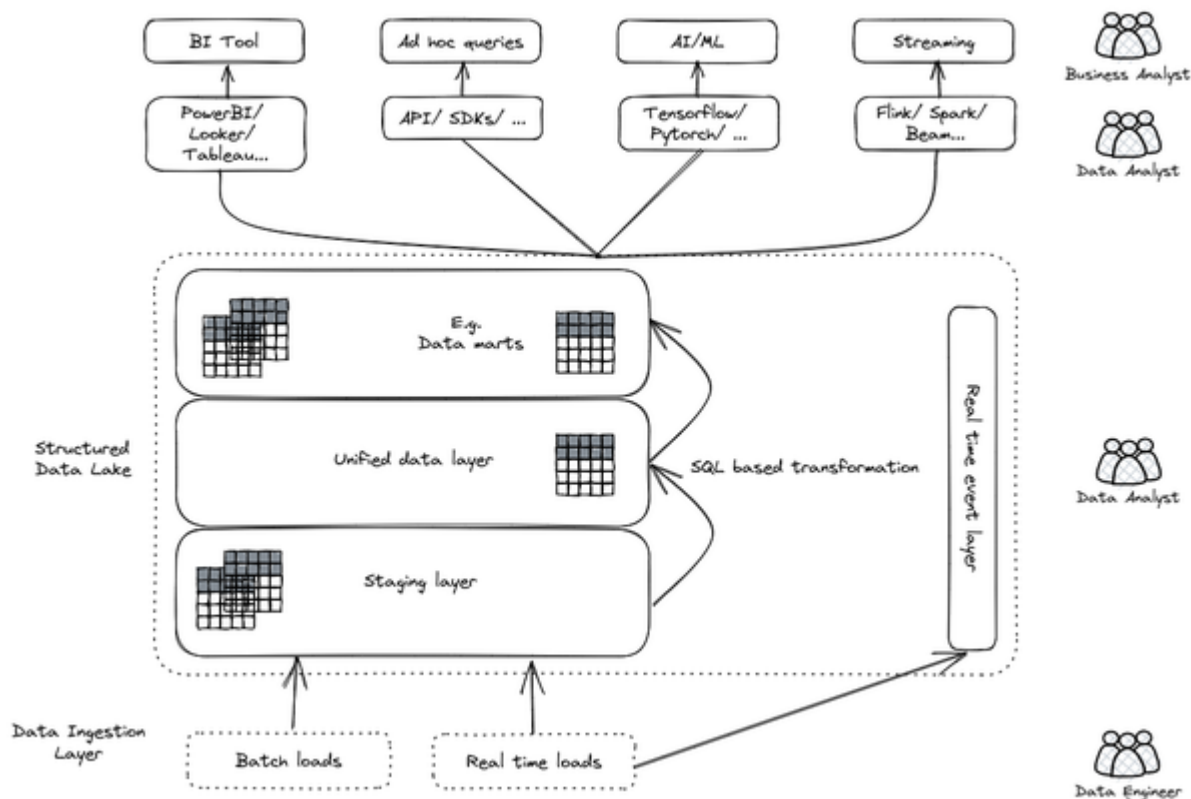 BI Tool
Ad hoc queries
AI/ML
Streaming
Business Analyst
PowerBI/
Looker/
Tableau...
API/ SDKs/ ...
Tensorflow/
Pytorch/ ...
Flink/ Spark/
Beam...
Data Analyst
E.g.
Data marts
Structured
Data Lake
Unified data layer
SQL based transformation
Real time event layer
Data Analyst
Staging layer
Data Ingestion
Layer
Batch loads
Real time loads
Data Engineer